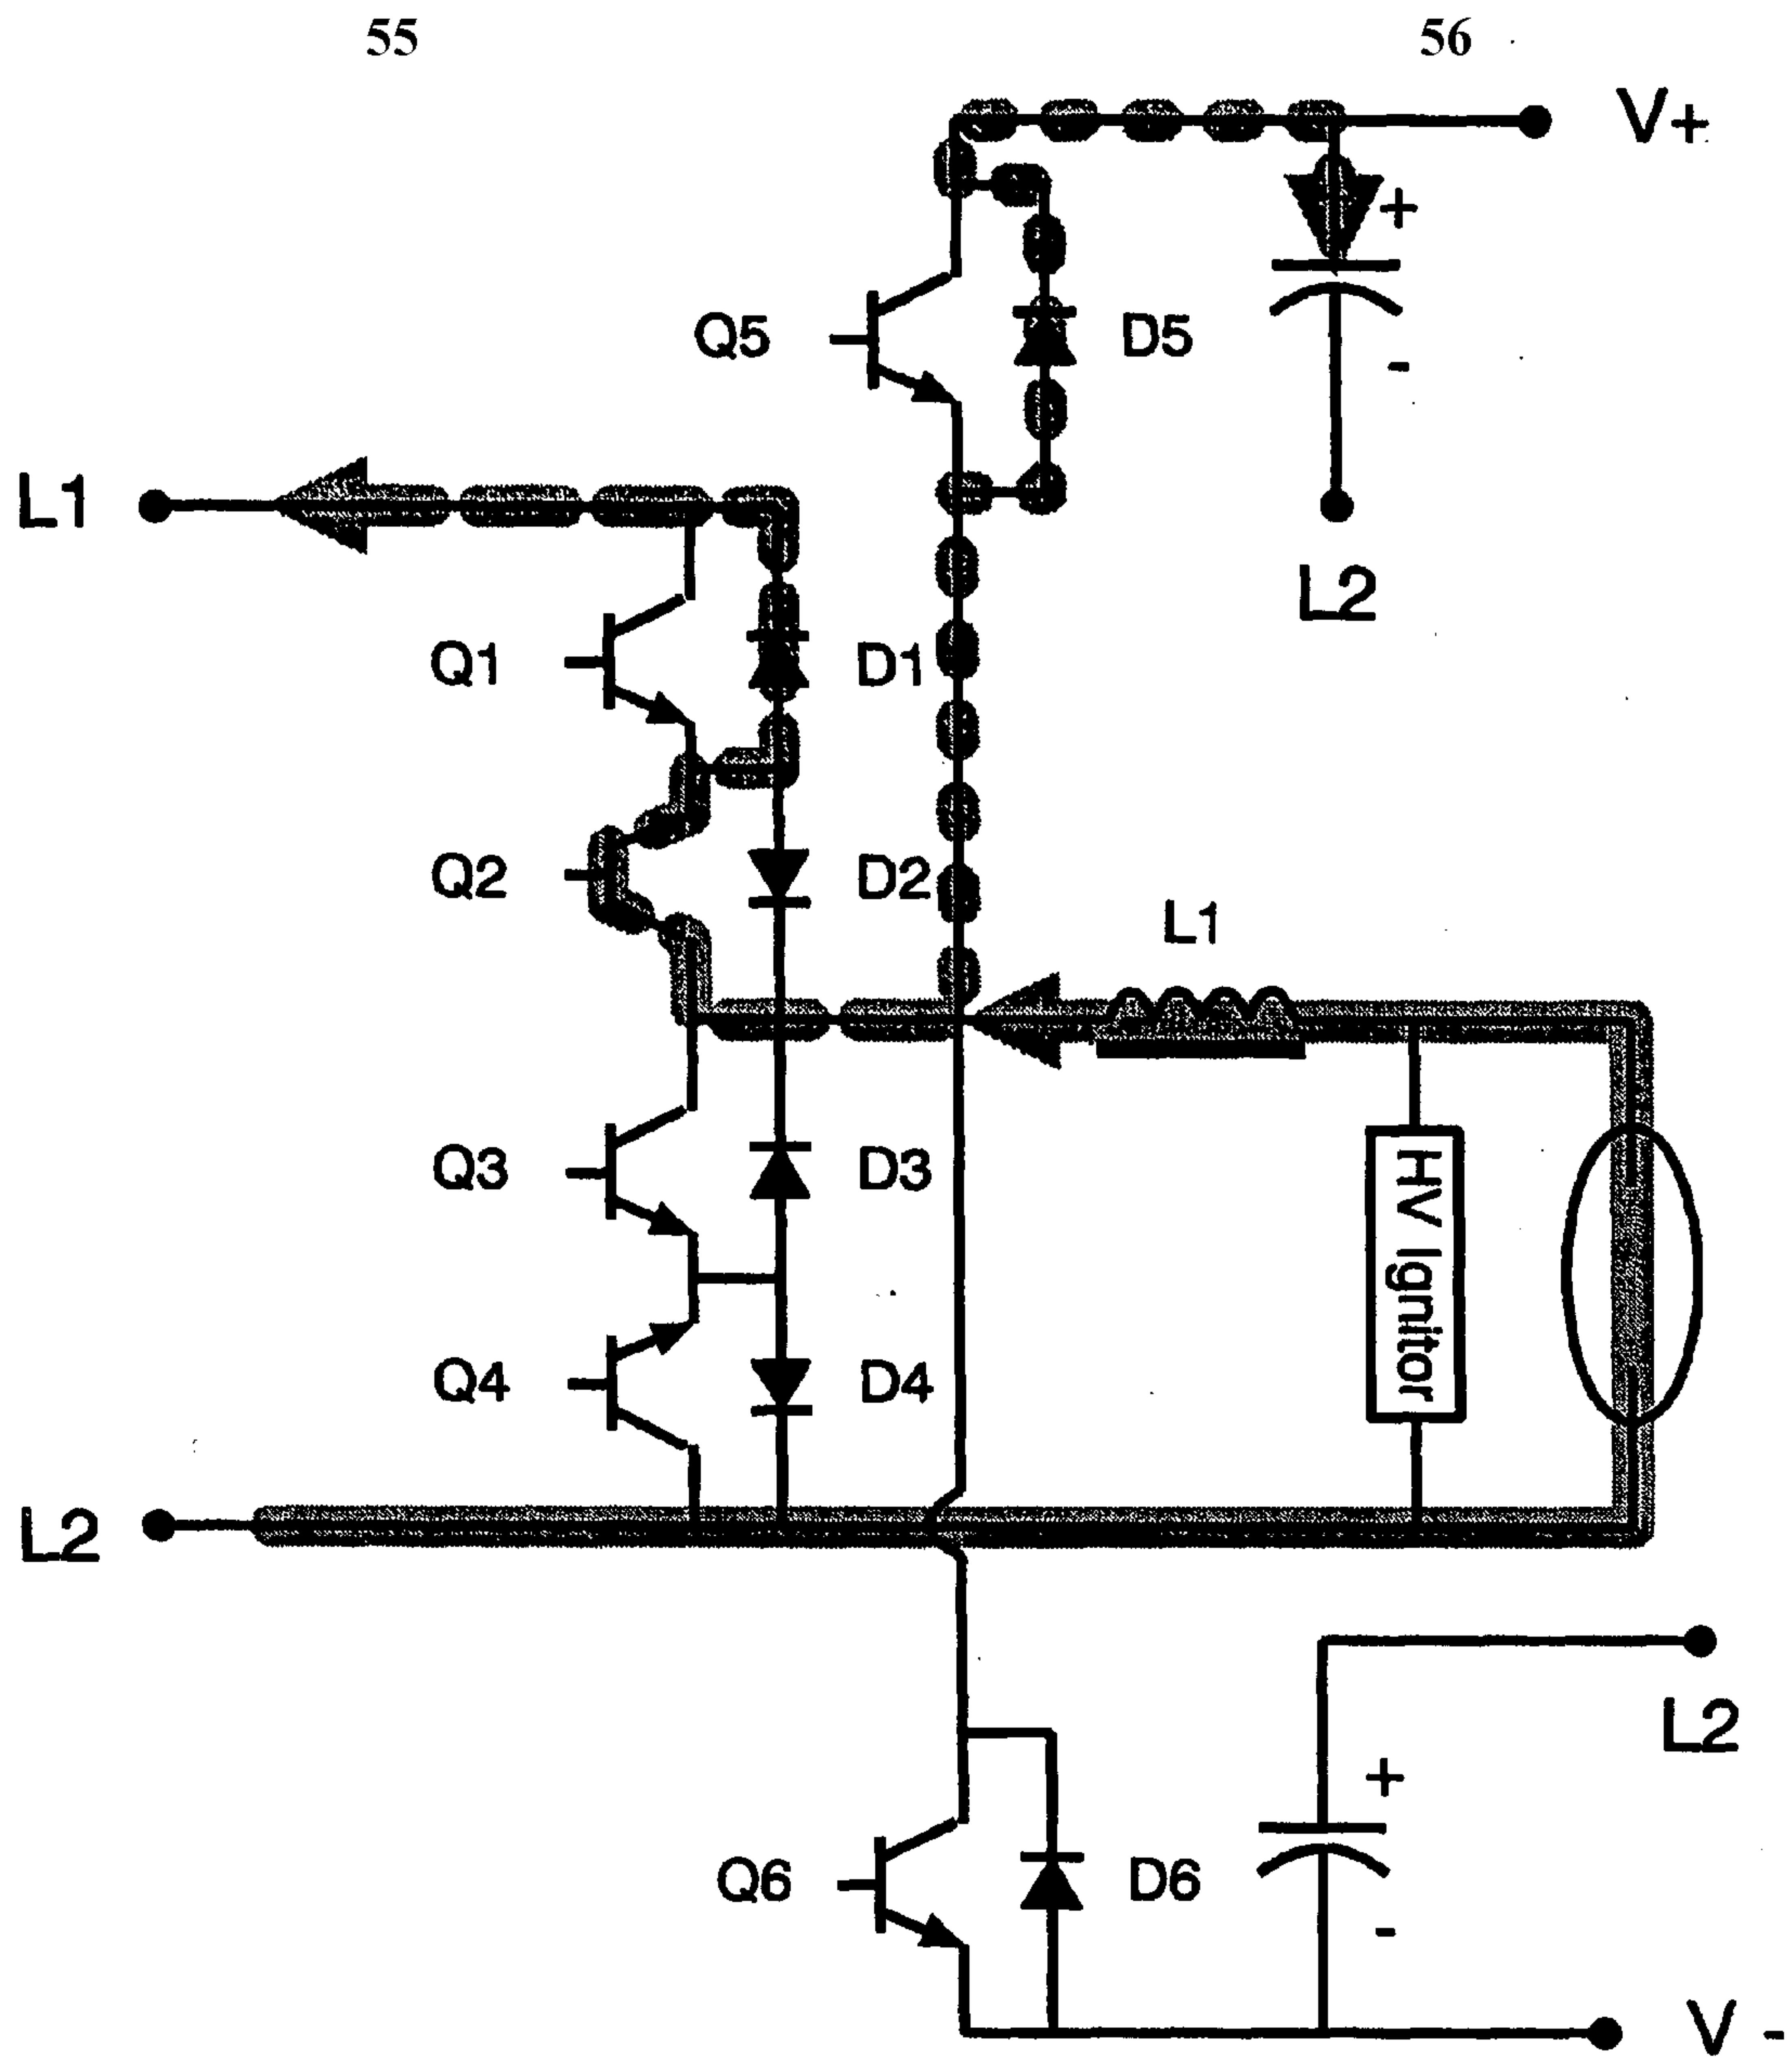 55
56
V+
+
Q5
D5
-
L1
L2
Q1
D1
Q2
D2
L1
Q3
D3
HV Ignitor
Q4
D4
L2
L2
+
Q6
D6
-
V -